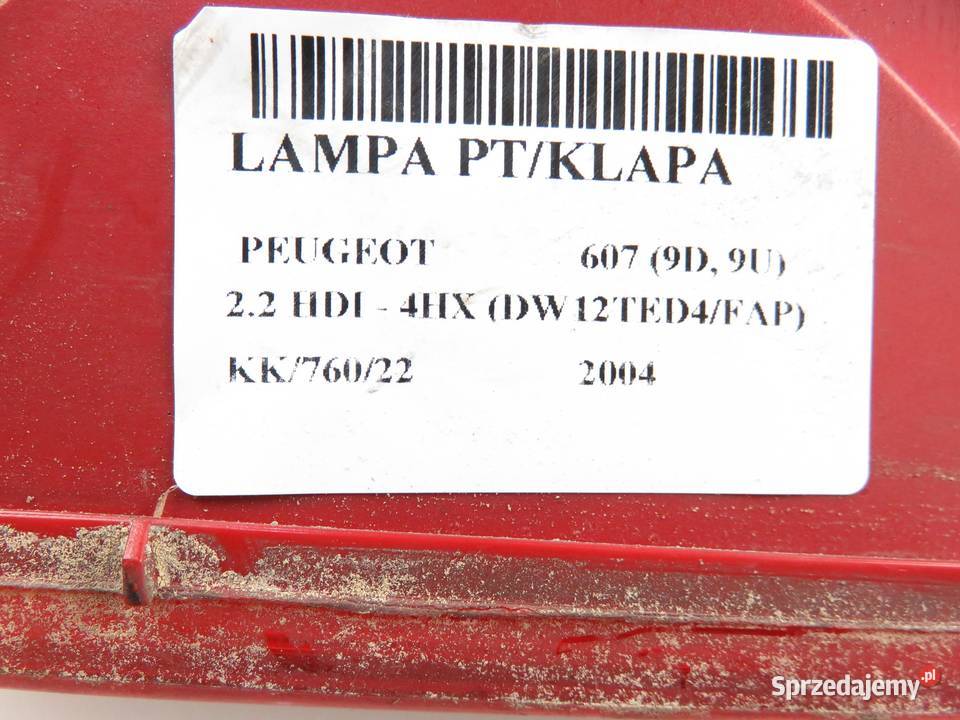 LAMPA PT/KLAPA
PEUGEOT 607 (9D, 9U)
2.2 HDI - 4HX (DW12TED4/FAP)
KK/760/22 2004
Sprzedajemy.pl